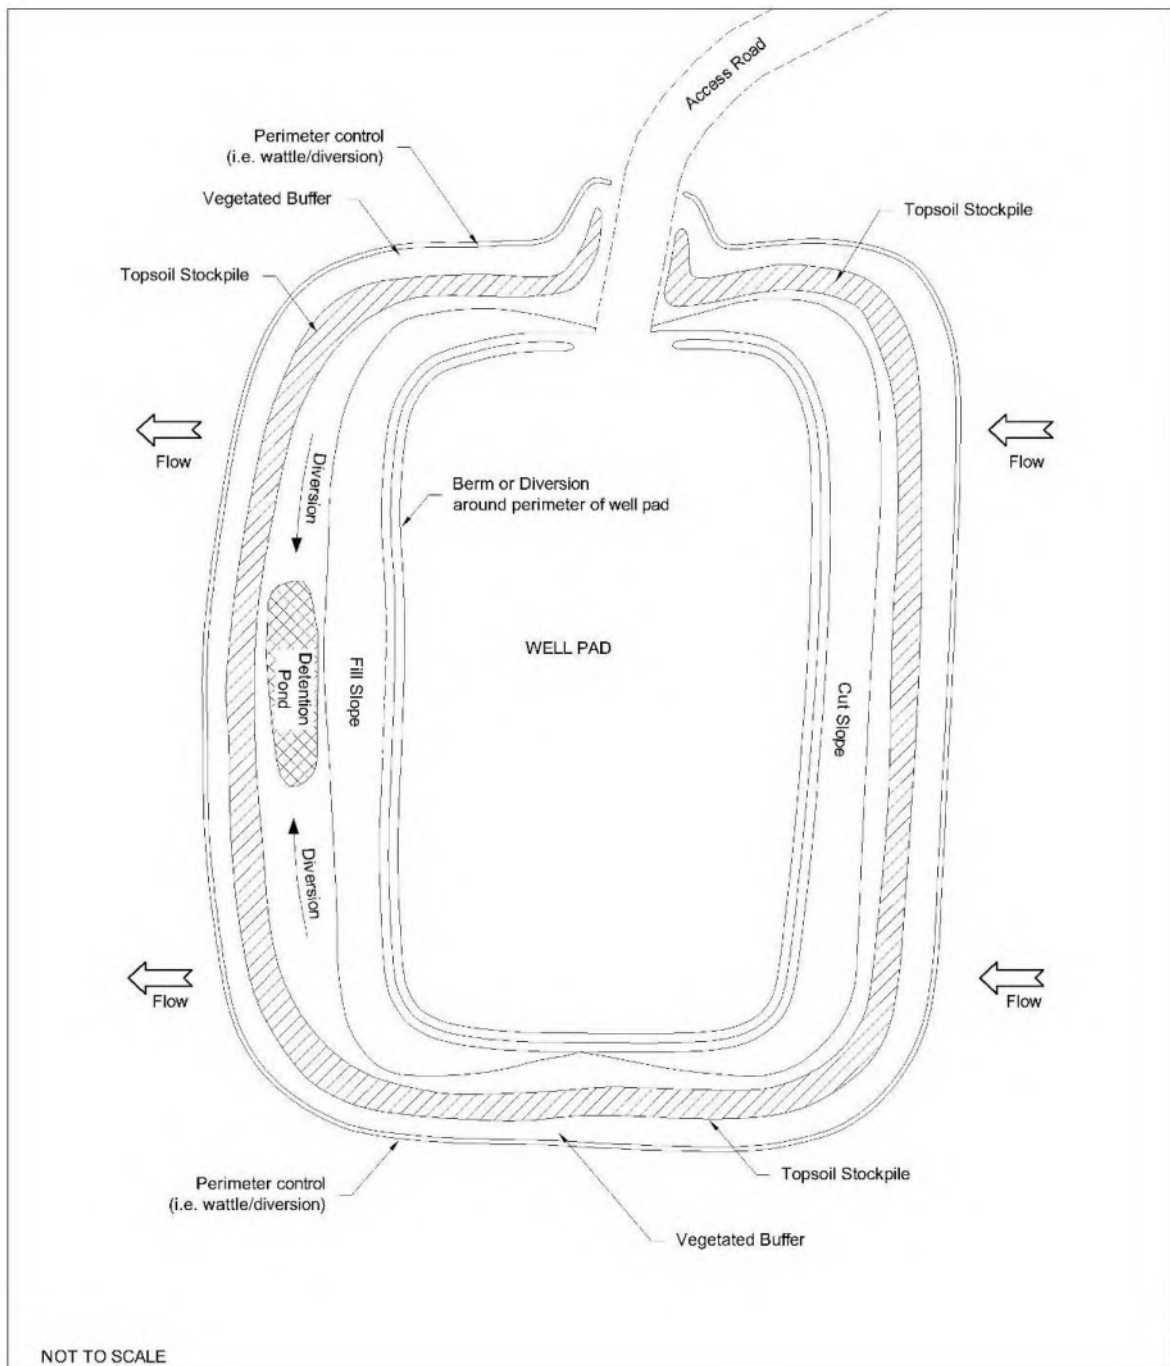 Access Road
Perimeter control
(i.e. wattle/diversion)
Vegetated Buffer
Topsoil Stockpile
Topsoil Stockpile
Flow
Flow
Diversion
Berm or Diversion
around perimeter of well pad
WELL PAD
Detention
Pond
Fill Slope
Cut Slope
Diversion
Flow
Flow
Perimeter control
(i.e. wattle/diversion)
Topsoil Stockpile
Vegetated Buffer
NOT TO SCALE